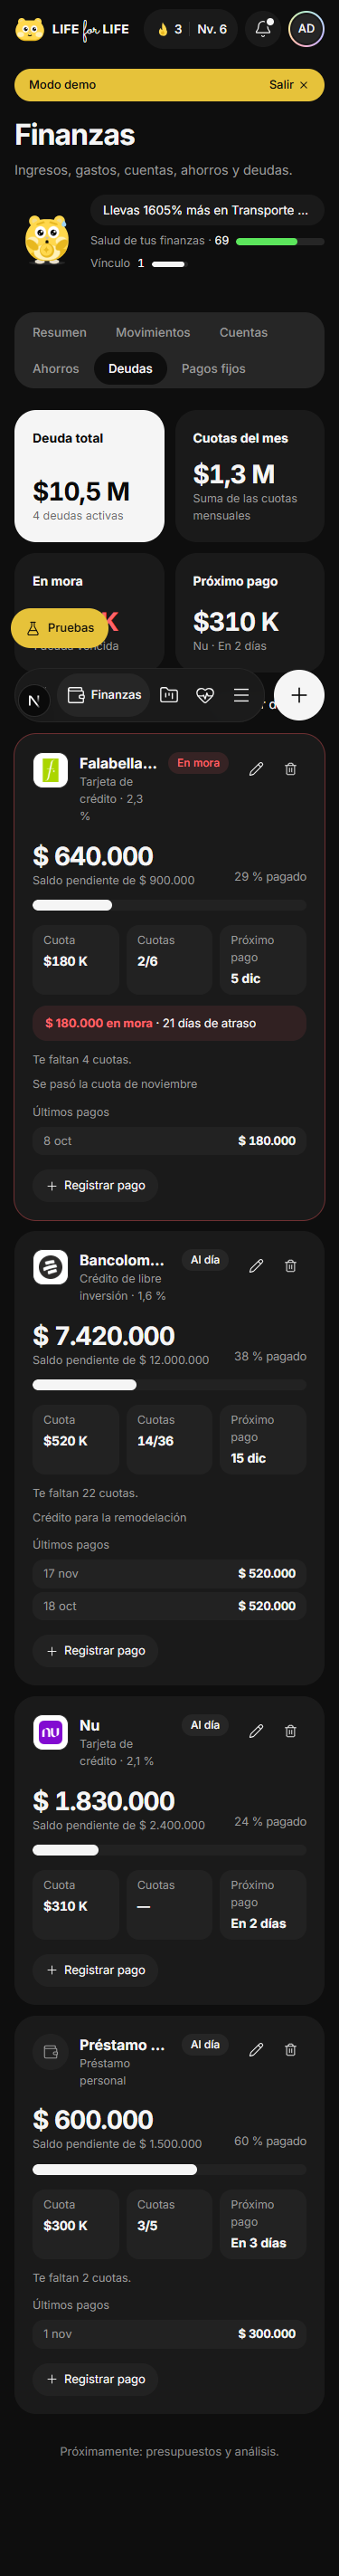 LIFE for LIFE
3
Nv. 6
AD
Modo demo
Salir ×
Finanzas
Ingresos, gastos, cuentas, ahorros y deudas.
Llevas 1605% más en Transporte ...
Salud de tus finanzas · 69
Vínculo 1
Resumen
Movimientos
Cuentas
Ahorros
Deudas
Pagos fijos
Deuda total
$10,5 M
4 deudas activas
Cuotas del mes
$1,3 M
Suma de las cuotas
mensuales
En mora
K
vencida
Próximo pago
$310 K
Nu · En 2 días
Pruebas
N
Finanzas
+
Falabella...
En mora
Tarjeta de
crédito · 2,3
%
$ 640.000
Saldo pendiente de $ 900.000
29 % pagado
Cuota
$180 K
Cuotas
2/6
Próximo
pago
5 dic
$ 180.000 en mora · 21 días de atraso
Te faltan 4 cuotas.
Se pasó la cuota de noviembre
Últimos pagos
8 oct
$ 180.000
+ Registrar pago
Bancolom...
Al día
Crédito de libre
inversión · 1,6 %
$ 7.420.000
Saldo pendiente de $ 12.000.000
38 % pagado
Cuota
$520 K
Cuotas
14/36
Próximo
pago
15 dic
Te faltan 22 cuotas.
Crédito para la remodelación
Últimos pagos
17 nov
$ 520.000
18 oct
$ 520.000
+ Registrar pago
nu
Nu
Al día
Tarjeta de
crédito · 2,1 %
$ 1.830.000
Saldo pendiente de $ 2.400.000
24 % pagado
Cuota
$310 K
Cuotas
—
Próximo
pago
En 2 días
+ Registrar pago
Préstamo ...
Al día
Préstamo
personal
$ 600.000
Saldo pendiente de $ 1.500.000
60 % pagado
Cuota
$300 K
Cuotas
3/5
Próximo
pago
En 3 días
Te faltan 2 cuotas.
Últimos pagos
1 nov
$ 300.000
+ Registrar pago
Próximamente: presupuestos y análisis.